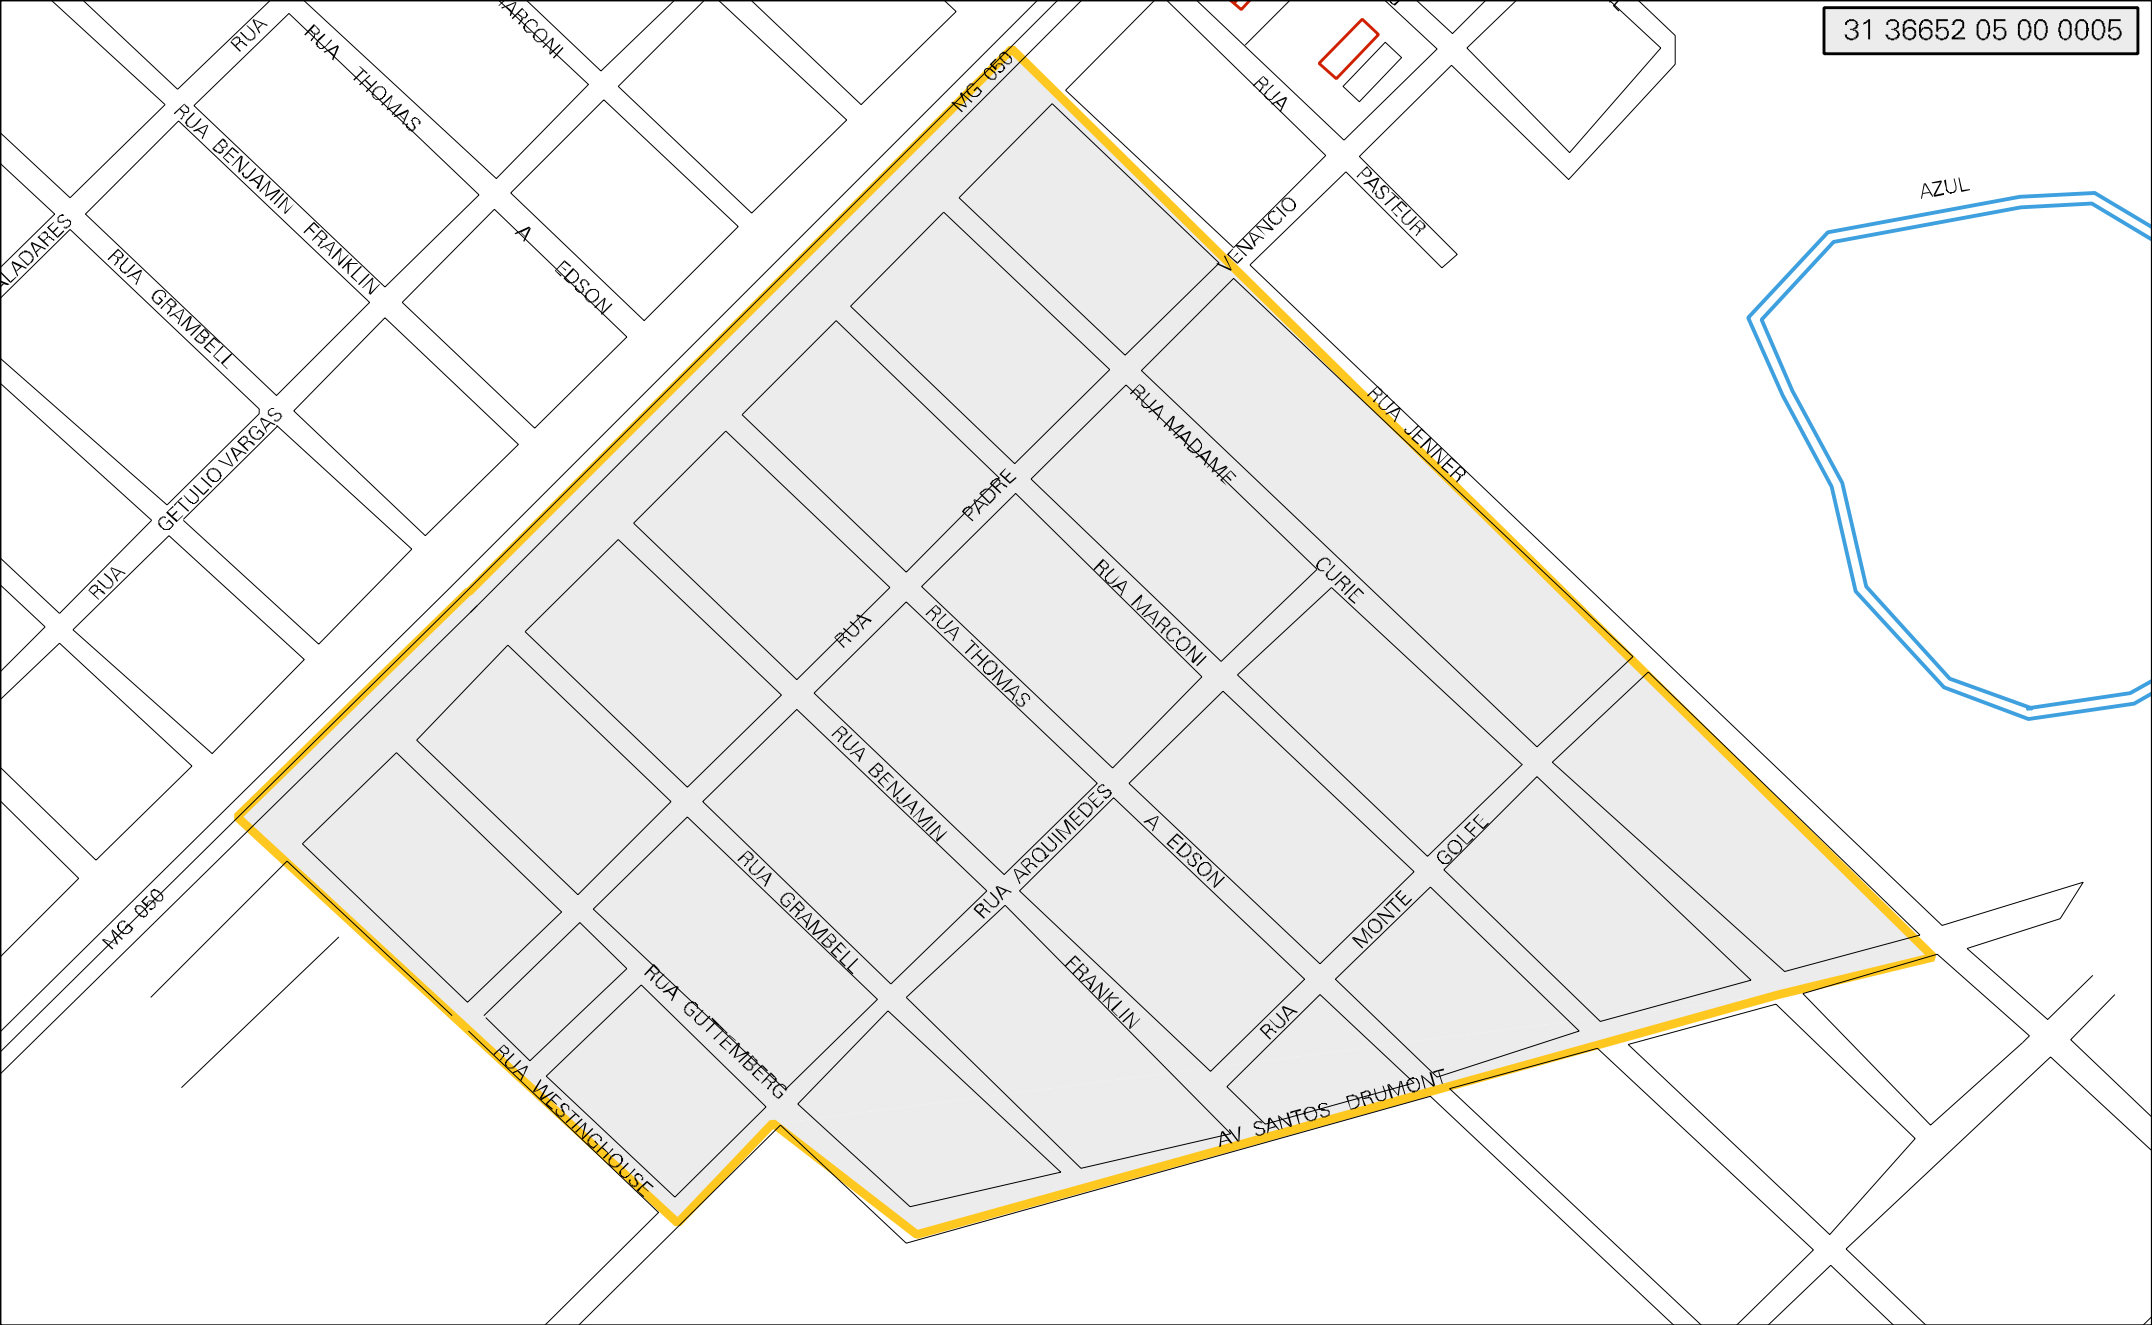 31 36652 05 00 0005
RUA
RUA THOMAS
MARCONI
MG 050
RUA
PASTEUR
VENANCIO
AZUL
RUA BENJAMIN FRANKLIN
A EDSON
ALADARES
RUA GRAMBELL
GETULIO VARGAS
RUA
RUA JENNER
RUA MADAME CURIE
PADRE
RUA
RUA MARCONI
RUA THOMAS
A EDSON
RUA BENJAMIN
FRANKLIN
RUA ARQUIMEDES
RUA GRAMBELL
GOLFE
MONTE
RUA
RUA GUTTEMBERG
MG 050
RUA WESTINGHOUSE
AV SANTOS DRUMONT